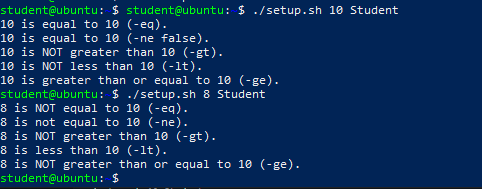 student@ubuntu:~$ student@ubuntu:~$ ./setup.sh 10 Student
10 is equal to 10 (-eq).
10 is equal to 10 (-ne false).
10 is NOT greater than 10 (-gt).
10 is NOT less than 10 (-lt).
10 is greater than or equal to 10 (-ge).
student@ubuntu:~$ ./setup.sh 8 Student
8 is NOT equal to 10 (-eq).
8 is not equal to 10 (-ne).
8 is NOT greater than 10 (-gt).
8 is less than 10 (-lt).
8 is NOT greater than or equal to 10 (-ge).
student@ubuntu:~$